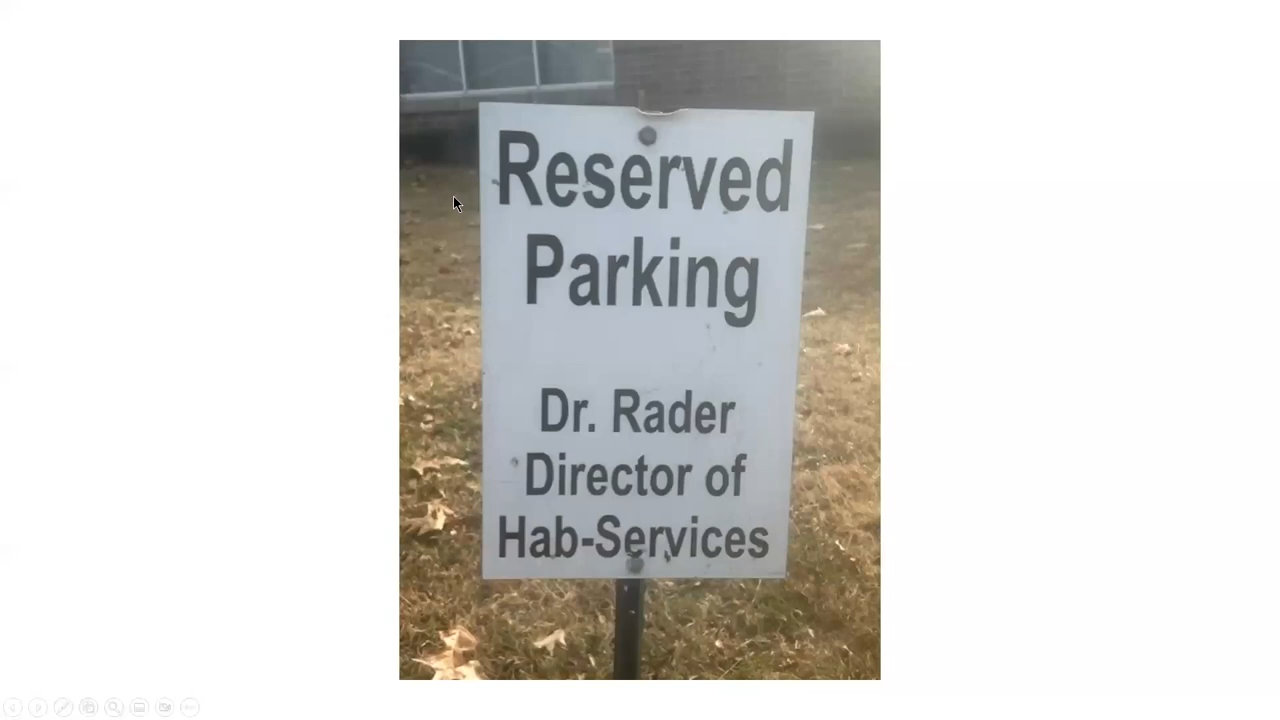 Reserved
Parking
Dr. Rader
Director of
Hab-Services